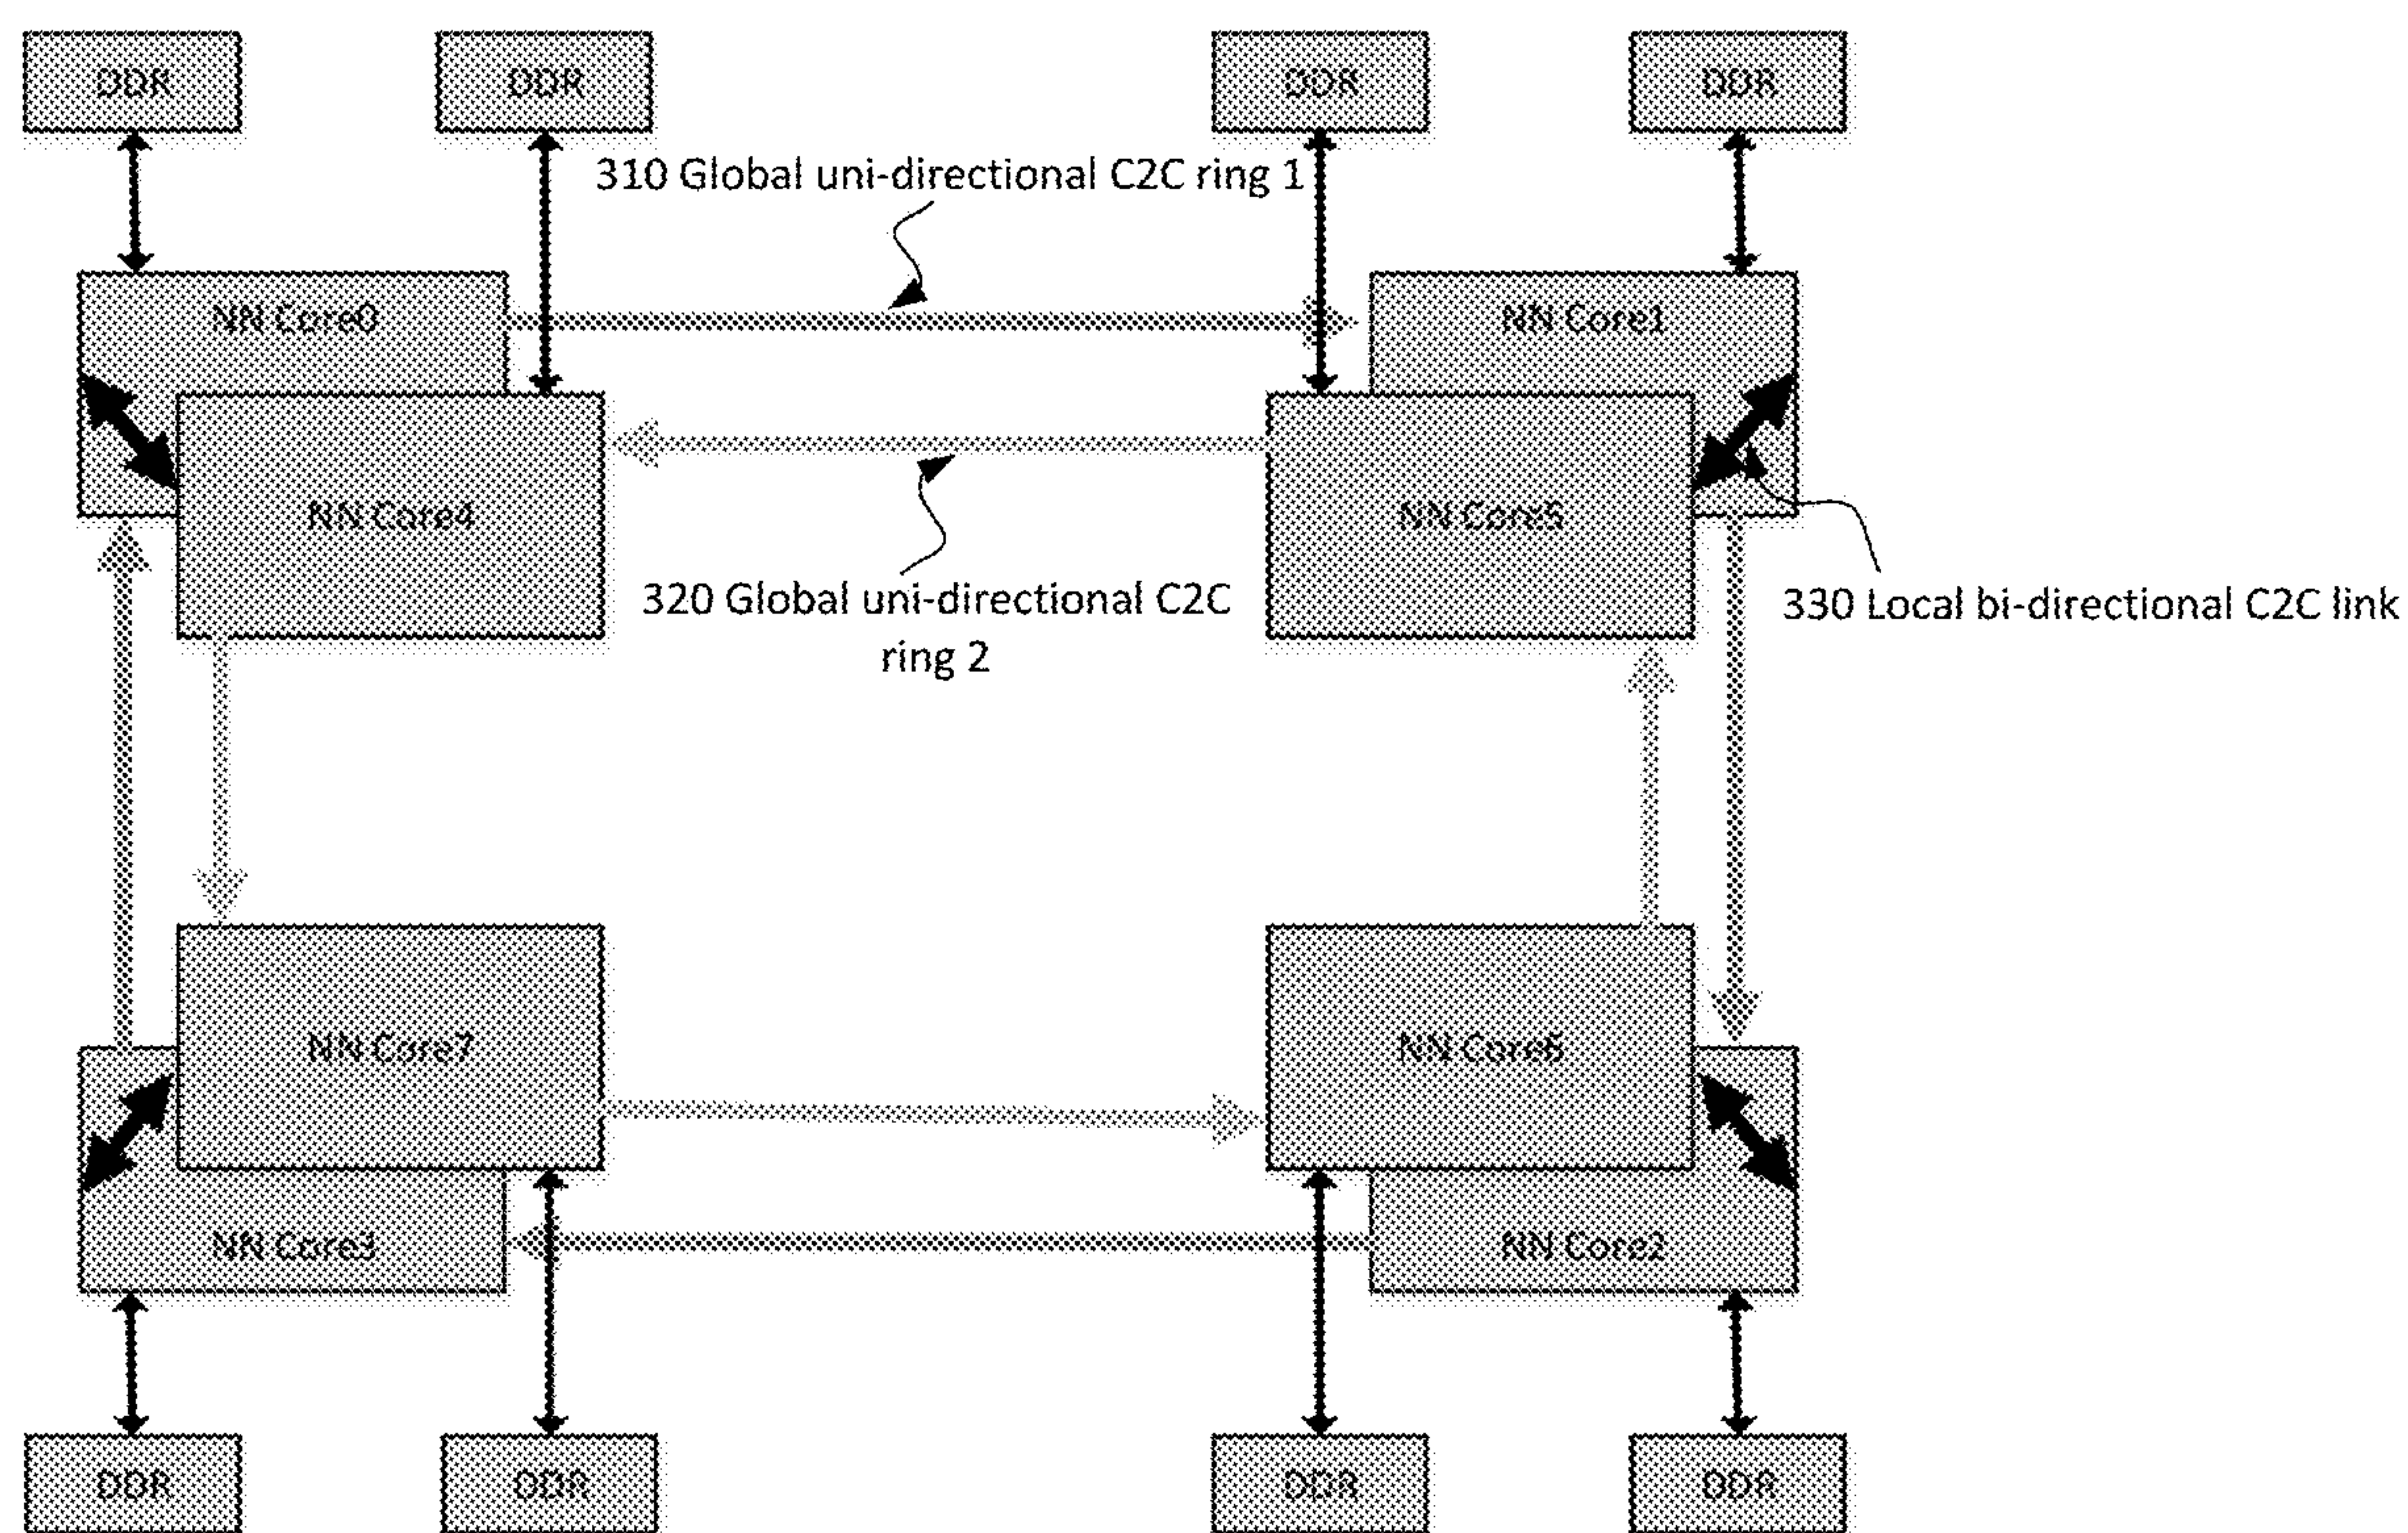 DDR
DDR
DDR
DDR
310 Global uni-directional C2C ring 1
NN Core0
NN Core1
NN Core4
NN Core5
320 Global uni-directional C2C
ring 2
330 Local bi-directional C2C link
NN Core7
NN Core6
NN Core3
NN Core2
DDR
DDR
DDR
DDR